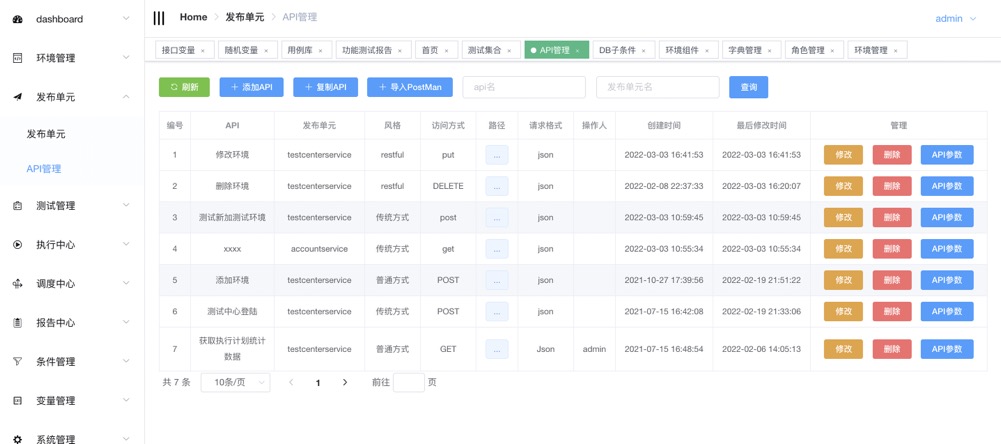 dashboard
环境管理
发布单元
发布单元
API管理
测试管理
执行中心
调度中心
报告中心
条件管理
变量管理
系统管理
Home 发布单元 API管理
admin
接口变量 × 随机变量 × 用例库 × 功能测试报告 × 首页 × 测试集合 × API管理 × DB子条件 × 环境组件 × 字典管理 × 角色管理 × 环境管理 ×
刷新 添加API 复制API 导入PostMan api名 发布单元名 查询
编号 API 发布单元 风格 访问方式 路径 请求格式 操作人 创建时间 最后修改时间 管理
1 修改环境 testcenterservice restful put ... json 2022-03-03 16:41:53 2022-03-03 16:41:53 修改 删除 API参数
2 删除环境 testcenterservice restful DELETE ... json 2022-02-08 22:37:33 2022-03-03 16:20:07 修改 删除 API参数
3 测试新加测试环境 testcenterservice 传统方式 post ... json 2022-03-03 10:59:45 2022-03-03 10:59:45 修改 删除 API参数
4 xxxx accountservice 传统方式 get ... json 2022-03-03 10:55:34 2022-03-03 10:55:34 修改 删除 API参数
5 添加环境 testcenterservice 普通方式 POST ... json 2021-10-27 17:39:56 2022-02-19 21:51:22 修改 删除 API参数
6 测试中心登陆 testcenterservice 传统方式 POST ... json 2021-07-15 16:42:08 2022-02-19 21:33:06 修改 删除 API参数
7 获取执行计划统计数据 testcenterservice 普通方式 GET ... Json admin 2021-07-15 16:48:54 2022-02-06 14:05:13 修改 删除 API参数
共 7 条 10条/页 1 前往 页